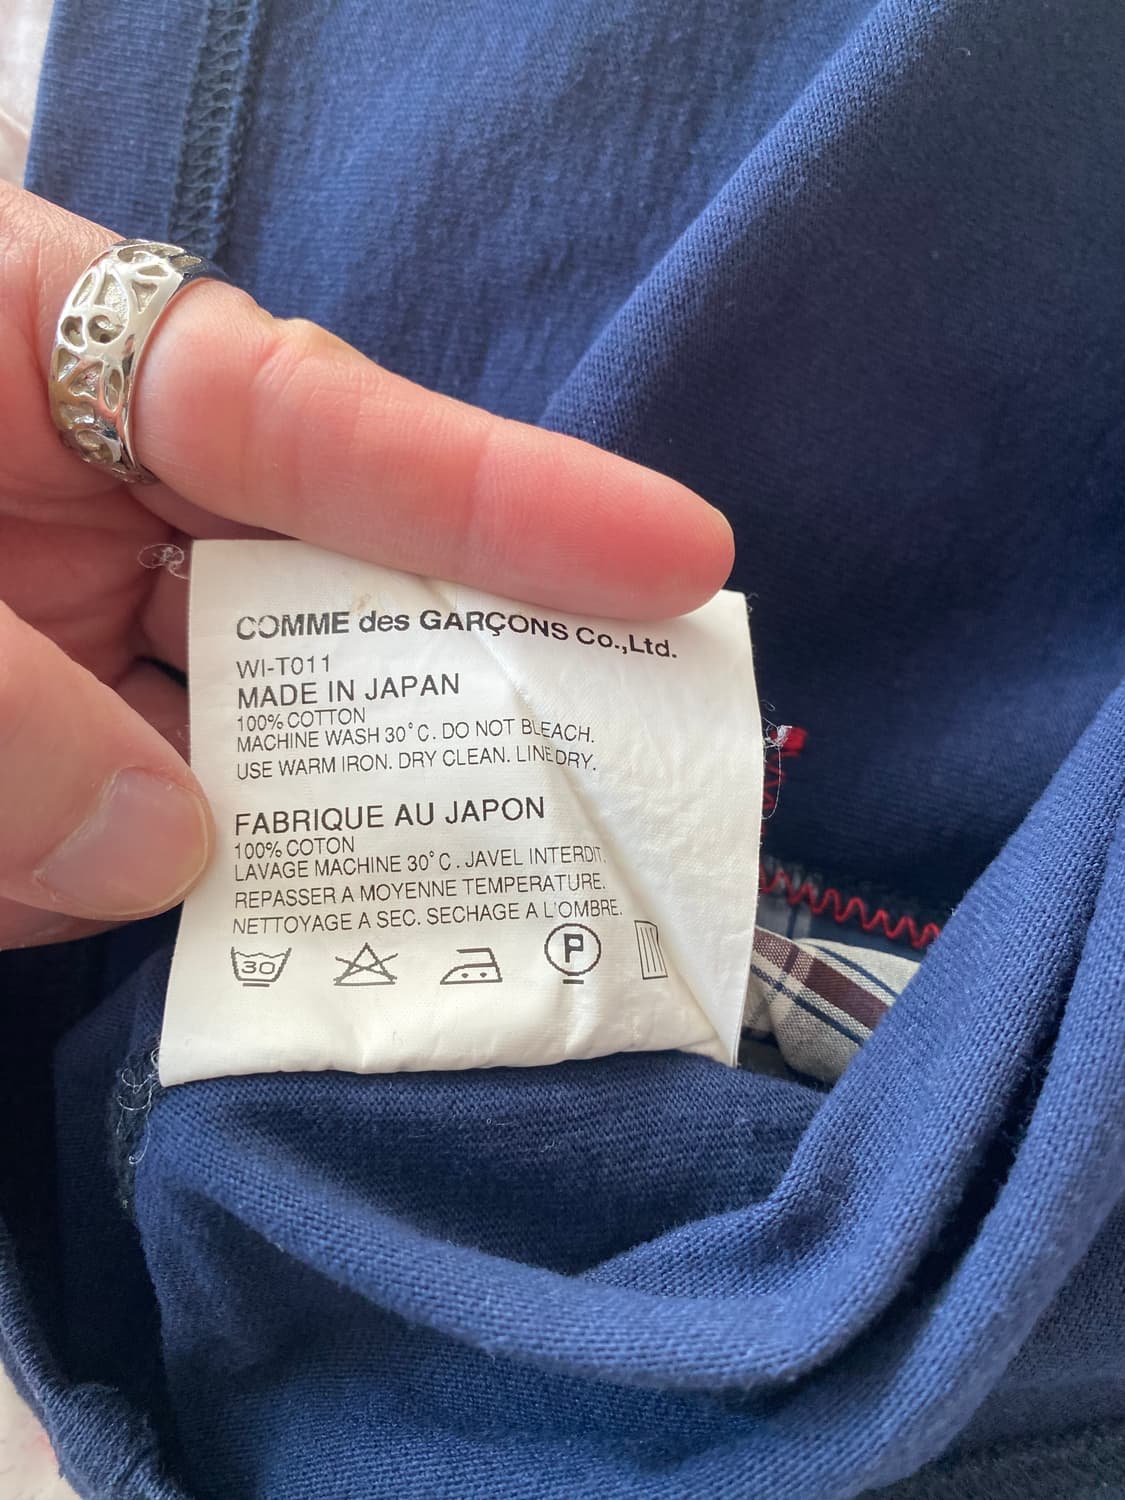 COMME des GARÇONS Co.,Ltd.
WI-T011
MADE IN JAPAN
100% COTTON
MACHINE WASH 30°C. DO NOT BLEACH.
USE WARM IRON. DRY CLEAN. LINE DRY.
FABRIQUE AU JAPON
100% COTON
LAVAGE MACHINE 30°C. JAVEL INTERDIT.
REPASSER A MOYENNE TEMPERATURE.
NETTOYAGE A SEC. SECHAGE A L'OMBRE.
30 P